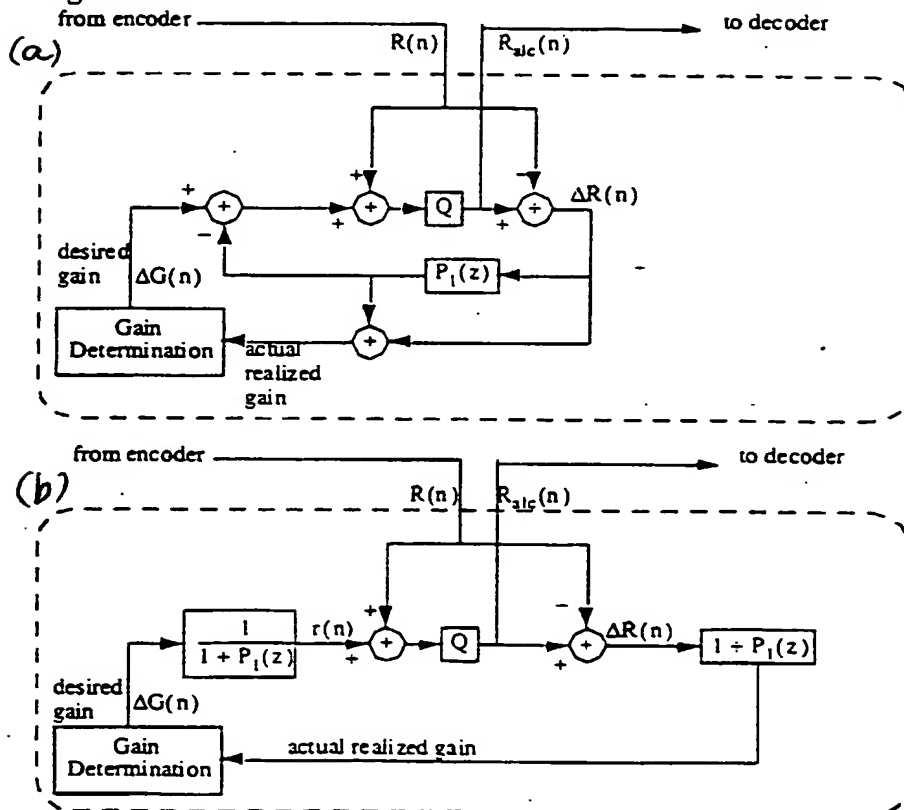 from encoder
to decoder
R(n)
R_alc(n)
(a)
+
-
+
+
+
+
Q
÷
+
ΔR(n)
-
desired
gain
ΔG(n)
P_1(z)
Gain
Determination
+
actual
realized
gain
from encoder
to decoder
(b)
R(n)
R_alc(n)
+
-
1
1 + P_1(z)
r(n)
+
+
Q
+
+
ΔR(n)
1 ÷ P_1(z)
desired
gain
ΔG(n)
Gain
Determination
actual realized gain